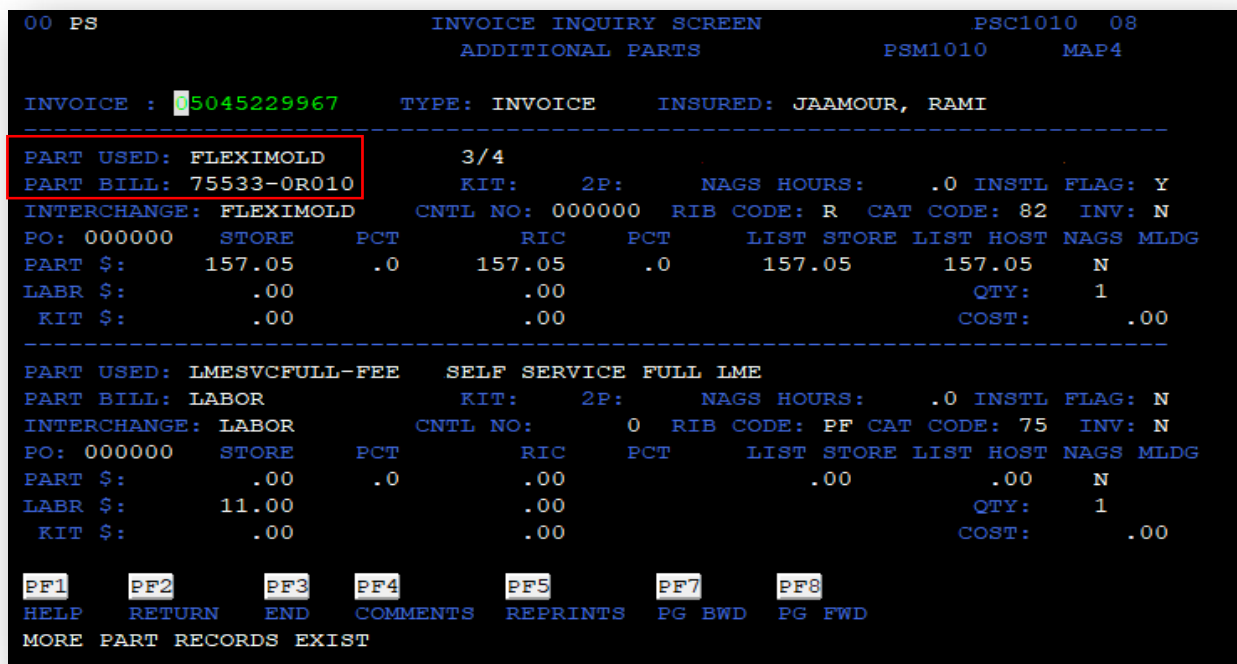 00 PS INVOICE INQUIRY SCREEN PSC1010 08
ADDITIONAL PARTS PSM1010 MAP4
INVOICE : 05045229967 TYPE: INVOICE INSURED: JAAMOUR, RAMI
PART USED: FLEXIMOLD 3/4
PART BILL: 75533-0R010 KIT: 2P: NAGS HOURS: .0 INSTL FLAG: Y
INTERCHANGE: FLEXIMOLD CNTL NO: 000000 RIB CODE: R CAT CODE: 82 INV: N
PO: 000000 STORE PCT RIC PCT LIST STORE LIST HOST NAGS MLDG
PART $: 157.05 .0 157.05 .0 157.05 157.05 N
LABR $: .00 .00 QTY: 1
KIT $: .00 .00 COST: .00
PART USED: LMESVCFULL-FEE SELF SERVICE FULL LME
PART BILL: LABOR KIT: 2P: NAGS HOURS: .0 INSTL FLAG: N
INTERCHANGE: LABOR CNTL NO: 0 RIB CODE: PF CAT CODE: 75 INV: N
PO: 000000 STORE PCT RIC PCT LIST STORE LIST HOST NAGS MLDG
PART $: .00 .0 .00 .00 .00 N
LABR $: 11.00 .00 QTY: 1
KIT $: .00 .00 COST: .00
PF1 PF2 PF3 PF4 PF5 PF7 PF8
HELP RETURN END COMMENTS REPRINTS PG BWD PG FWD
MORE PART RECORDS EXIST